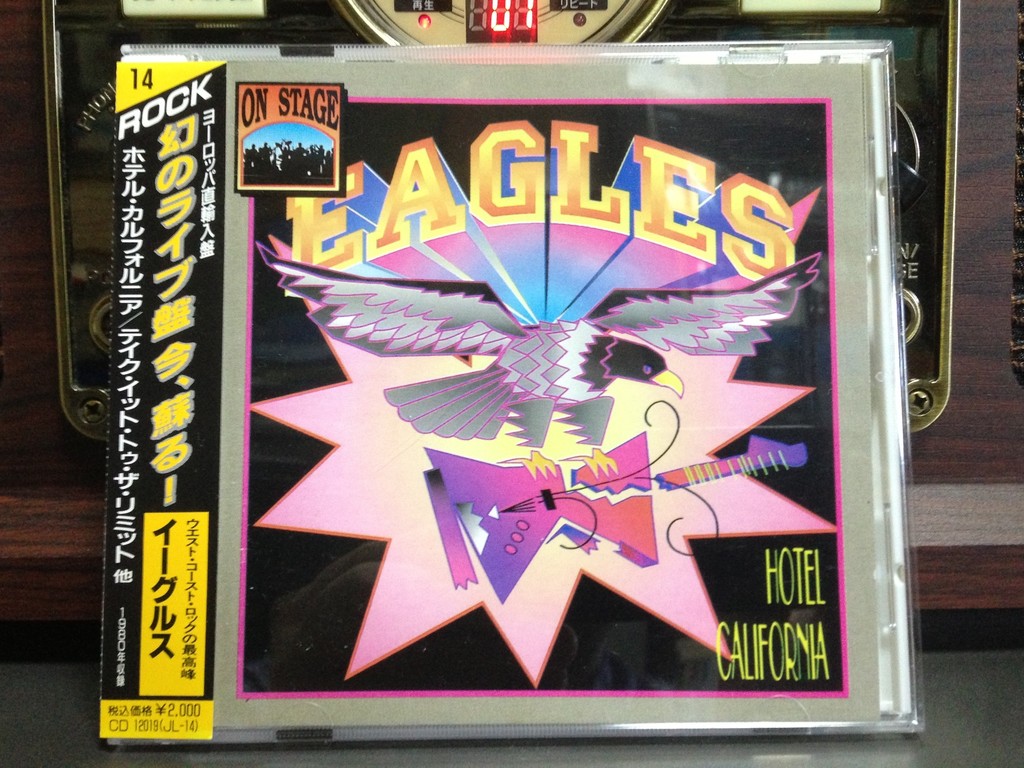 再生
01
リピート
PHON
14
ROCK
ヨーロッパ直輸入盤
幻のライブ盤 今、蘇る!
ホテル・カルフォルニア/テイク・イット・トゥ・ザ・リミット 他
1980年収録
ウエスト・コースト・ロックの最高峰
イーグルス
税込価格 ¥2,000
CD 12019(JL-14)
ON STAGE
EAGLES
HOTEL
CALIFORNIA